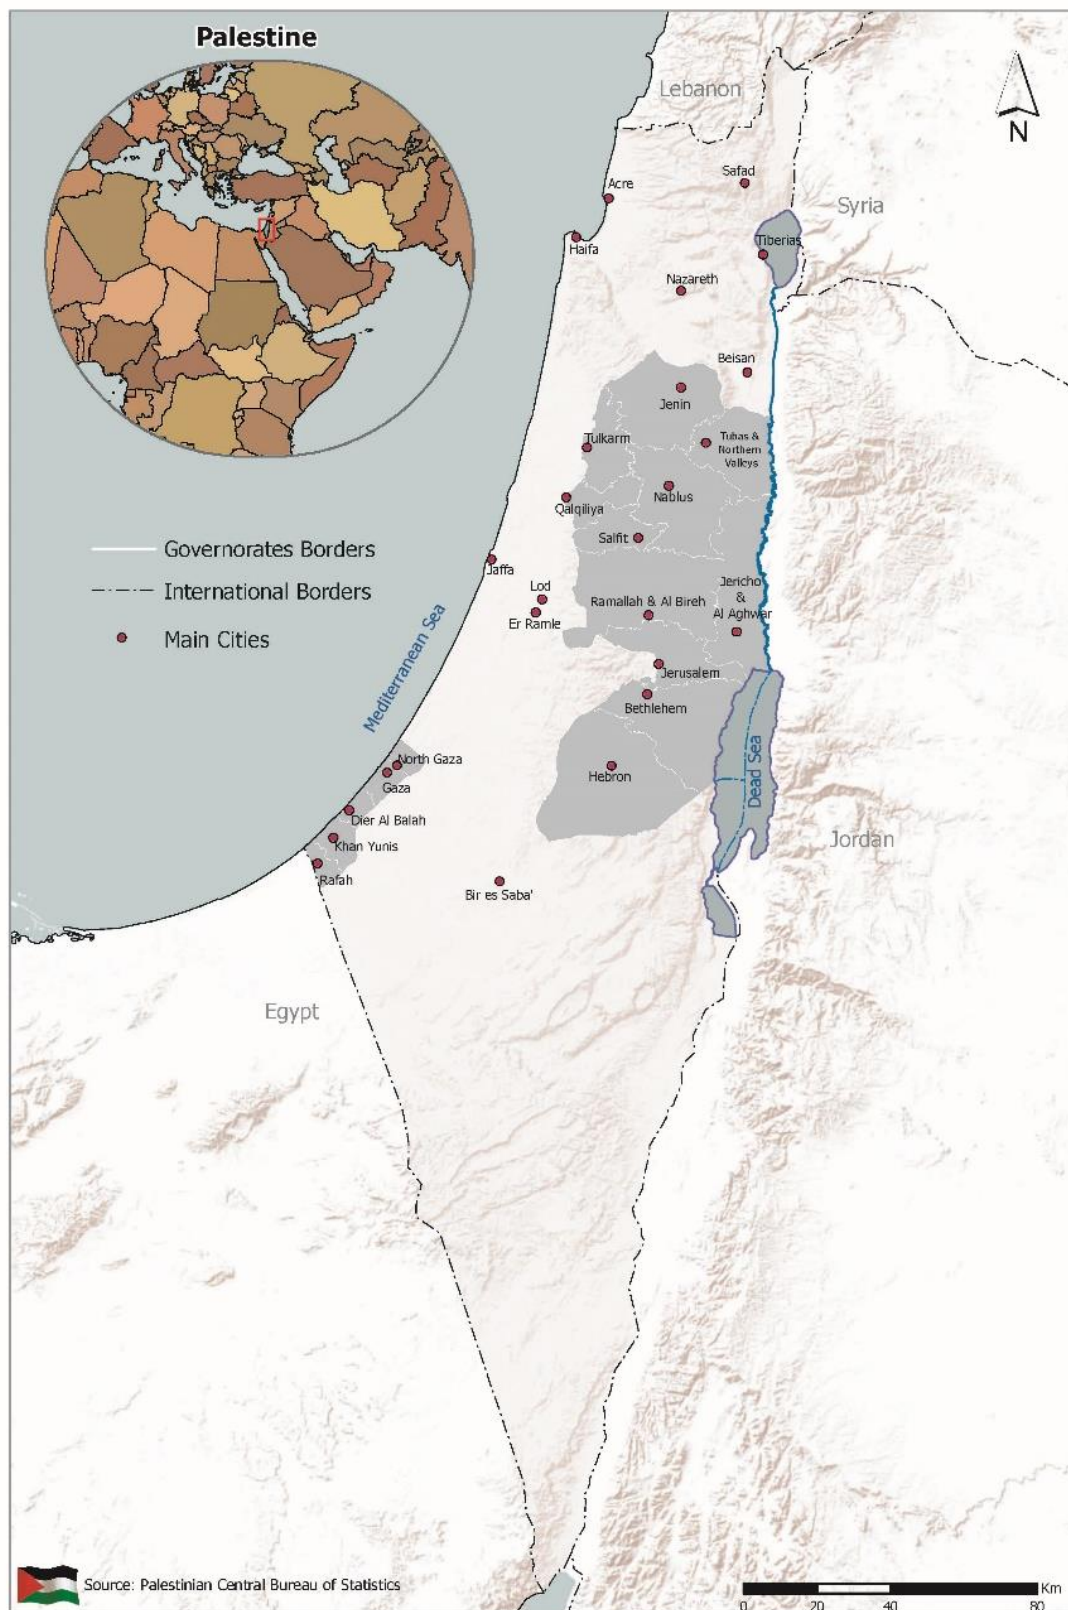 Palestine
Lebanon
N
Safad
Acre
Syria
Haifa
Tiberias
Nazareth
Beisan
Jenin
Tulkarm
Tubas &
Northern
Valleys
Nablus
Qalqiliya
Salfit
Governorates Borders
Jaffa
International Borders
Lod
Jericho
&
Al Aghwar
Ramallah & Al Bireh
Er Ramle
Main Cities
Mediterranean Sea
Jerusalem
Bethlehem
North Gaza
Gaza
Hebron
Dead Sea
Dier Al Balah
Khan Yunis
Jordan
Rafah
Bir es Saba'
Egypt
Source: Palestinian Central Bureau of Statistics
Km
0 20 40 80